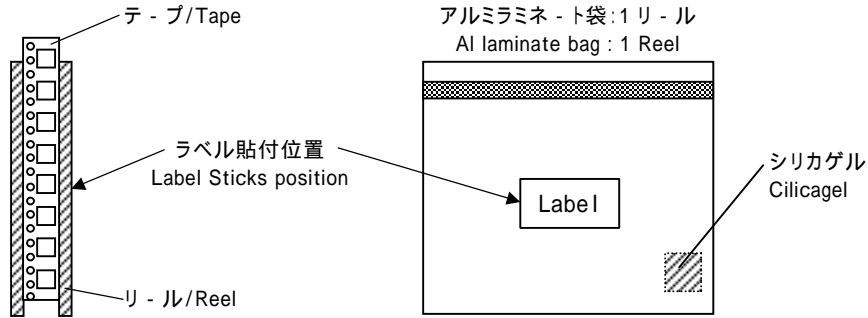 テ - プ/Tape
アルミラミネ - ト袋:1 リ - ル
Al laminate bag : 1 Reel
ラベル貼付位置
Label Sticks position
Label
シリカゲル
Cilicagel
リ - ル/Reel